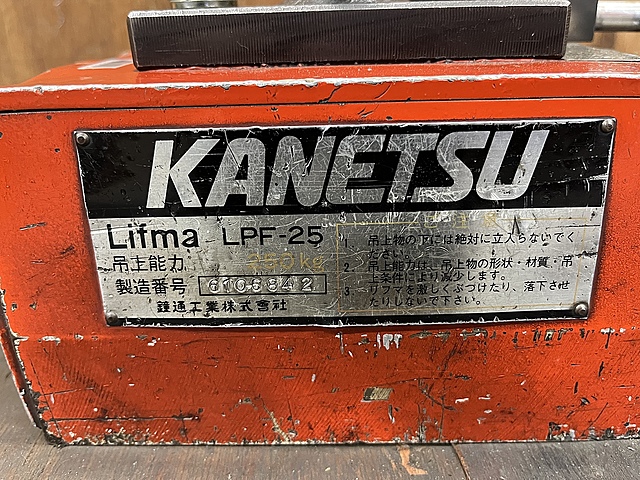 KANETSU
Lifma LPF-25
吊上能力 kg
製造番号 6106842
鐘通工業株式会社
1. 吊上物の下には絶対に立入らないでください。
2. 吊上能力は、吊上物の形状・材質・吊上条件により減少します。
3. リフマを激しくぶつけたり、落下させたりしないで下さい。